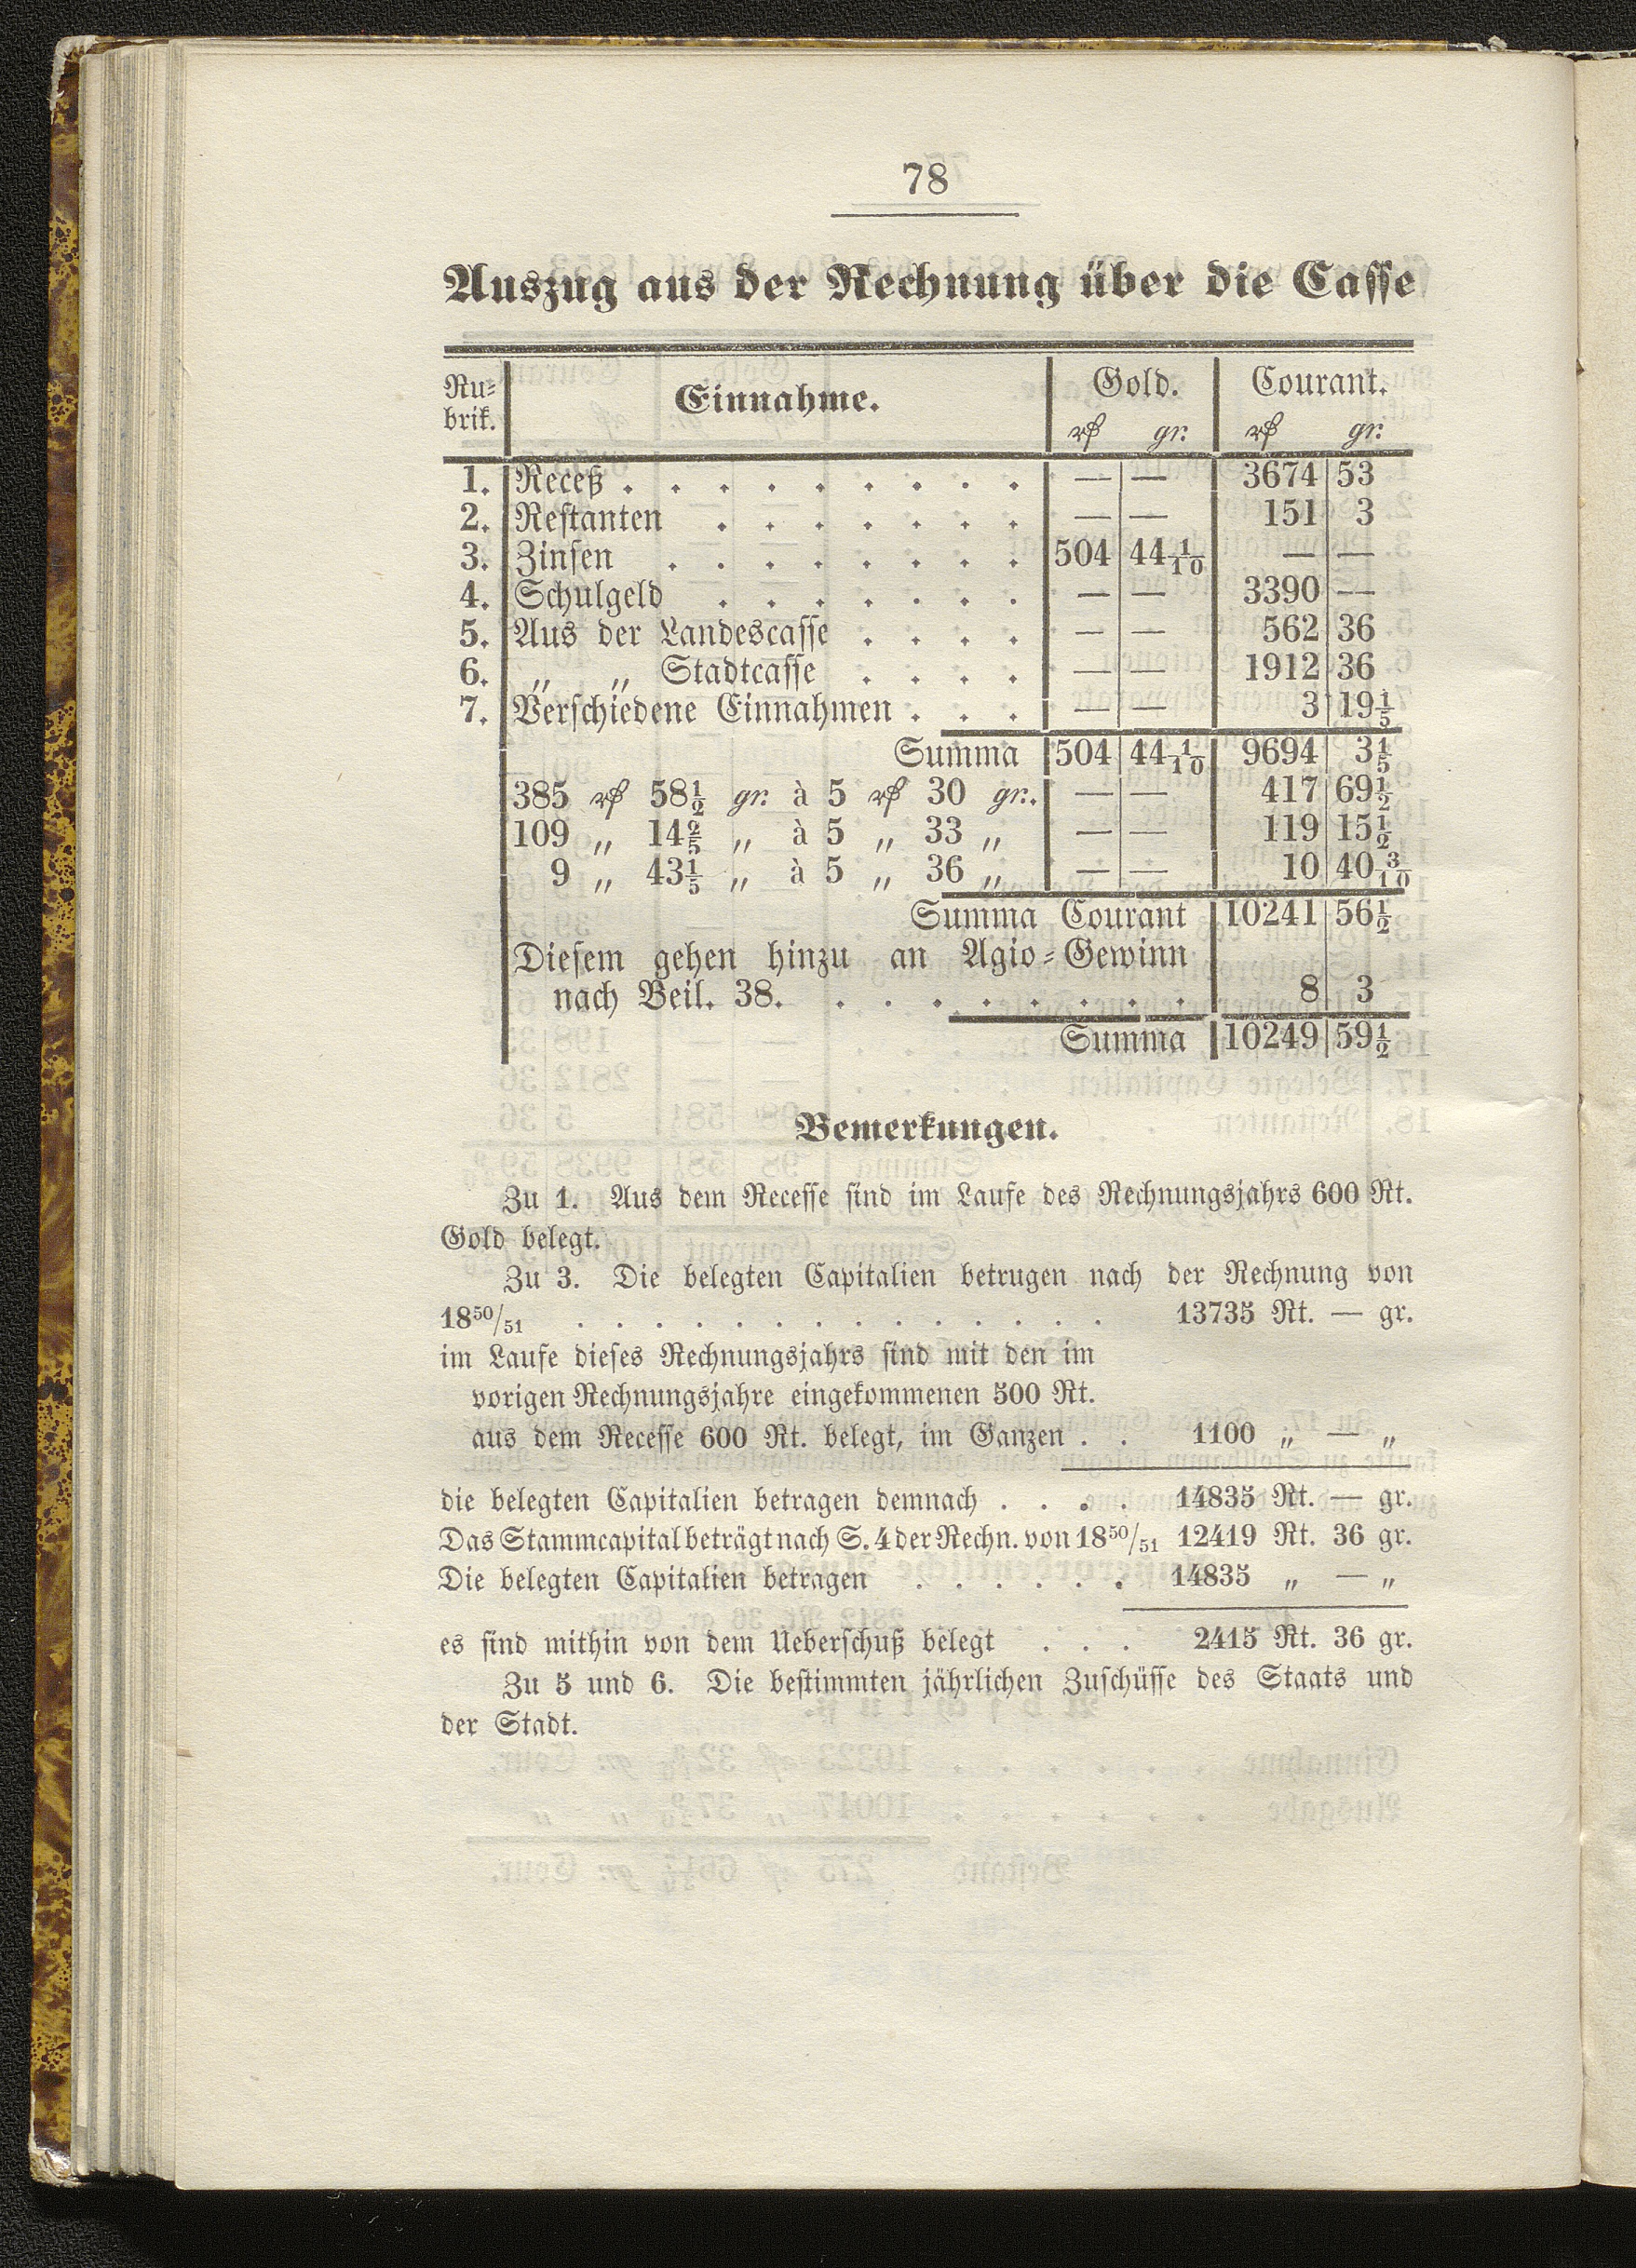 78
Auszug aus der Rechnung über die Casse
Ru-
brik. Einnahme. Gold. Courant.
rf gr. rf gr.
1. Receß . . . . . . . . . — — 3674 53
2. Restanten . . . . . . . — — 151 3
3. Zinsen . . . . . . . . 504 44 1/10 — —
4. Schulgeld . . . . . . . — — 3390 —
5. Aus der Landescasse . . . . — — 562 36
6. „ „ Stadtcasse . . . . — — 1912 36
7. Verschiedene Einnahmen . . . — — 3 19 1/5
Summa 504 44 1/10 9694 3 1/5
385 rf 58 1/2 gr. à 5 rf 30 gr. — — 417 69 1/2
109 „ 14 2/5 „ à 5 „ 33 „ — — 119 15 1/2
9 „ 43 1/5 „ à 5 „ 36 „ — — 10 40 3/10
Summa Courant 10241 56 1/2
Diesem gehen hinzu an Agio-Gewinn
nach Beil. 38. . . . . . . . . 8 3
Summa 10249 59 1/2
Bemerkungen.
Zu 1. Aus dem Recesse sind im Laufe des Rechnungsjahrs 600 Rt.
Gold belegt.
Zu 3. Die belegten Capitalien betrugen nach der Rechnung von
18 50/51 . . . . . . . . . . . . . . 13735 Rt. — gr.
im Laufe dieses Rechnungsjahrs sind mit den im
vorigen Rechnungsjahre eingekommenen 500 Rt.
aus dem Recesse 600 Rt. belegt, im Ganzen . . 1100 „ — „
die belegten Capitalien betragen demnach . . . . 14835 Rt. — gr.
Das Stammcapital beträgt nach S. 4 der Rechn. von 18 50/51 12419 Rt. 36 gr.
Die belegten Capitalien betragen . . . . . . 14835 „ — „
es sind mithin von dem Ueberschuß belegt . . . 2415 Rt. 36 gr.
Zu 5 und 6. Die bestimmten jährlichen Zuschüsse des Staats und
der Stadt.